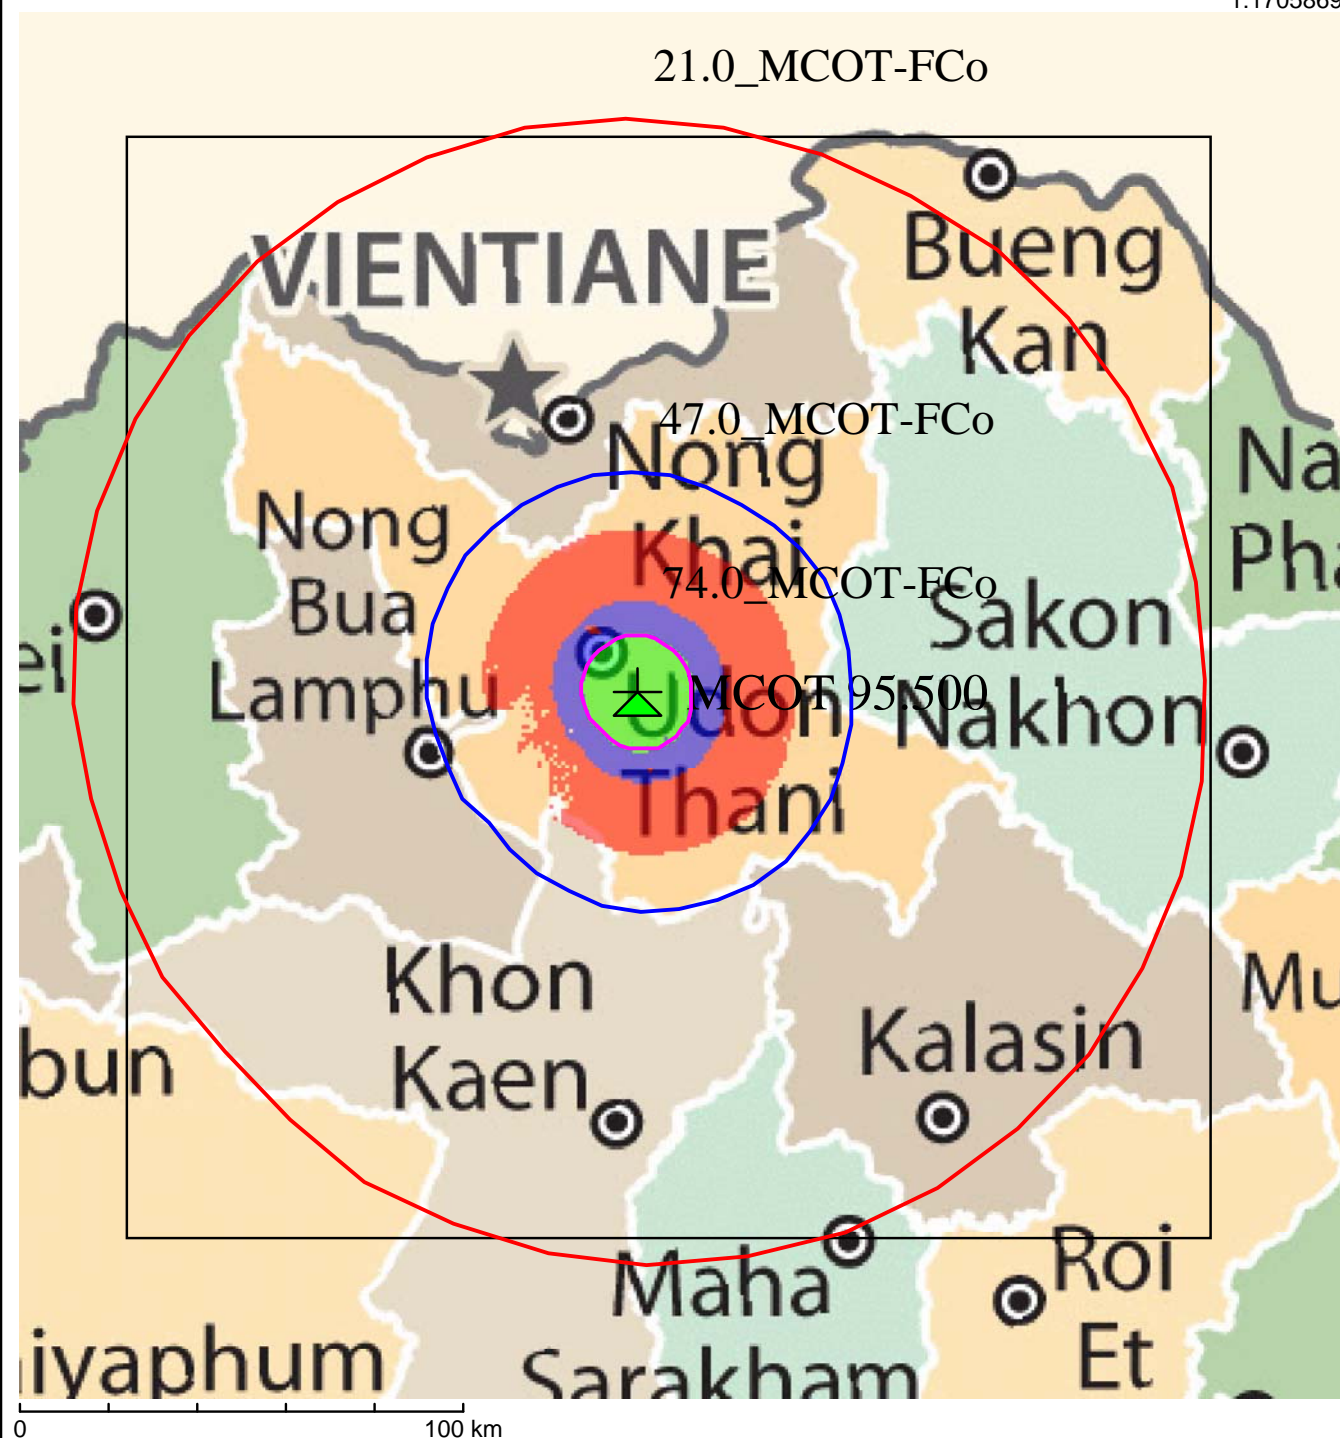 21.0_MCOT-FCo
VIENTIANE
Bueng
Kan
47.0_MCOT-FCo
Nong
Khai
Na
Pha
Nong
Bua
Lamphu
74.0_MCOT-FCo
Sakon
Nakhon
ei
MCOT 95.500
Udon
Thani
Khon
Kaen
Kalasin
Mu
bun
Maha
Sarakham
Roi
Et
iyaphum
0
100 km